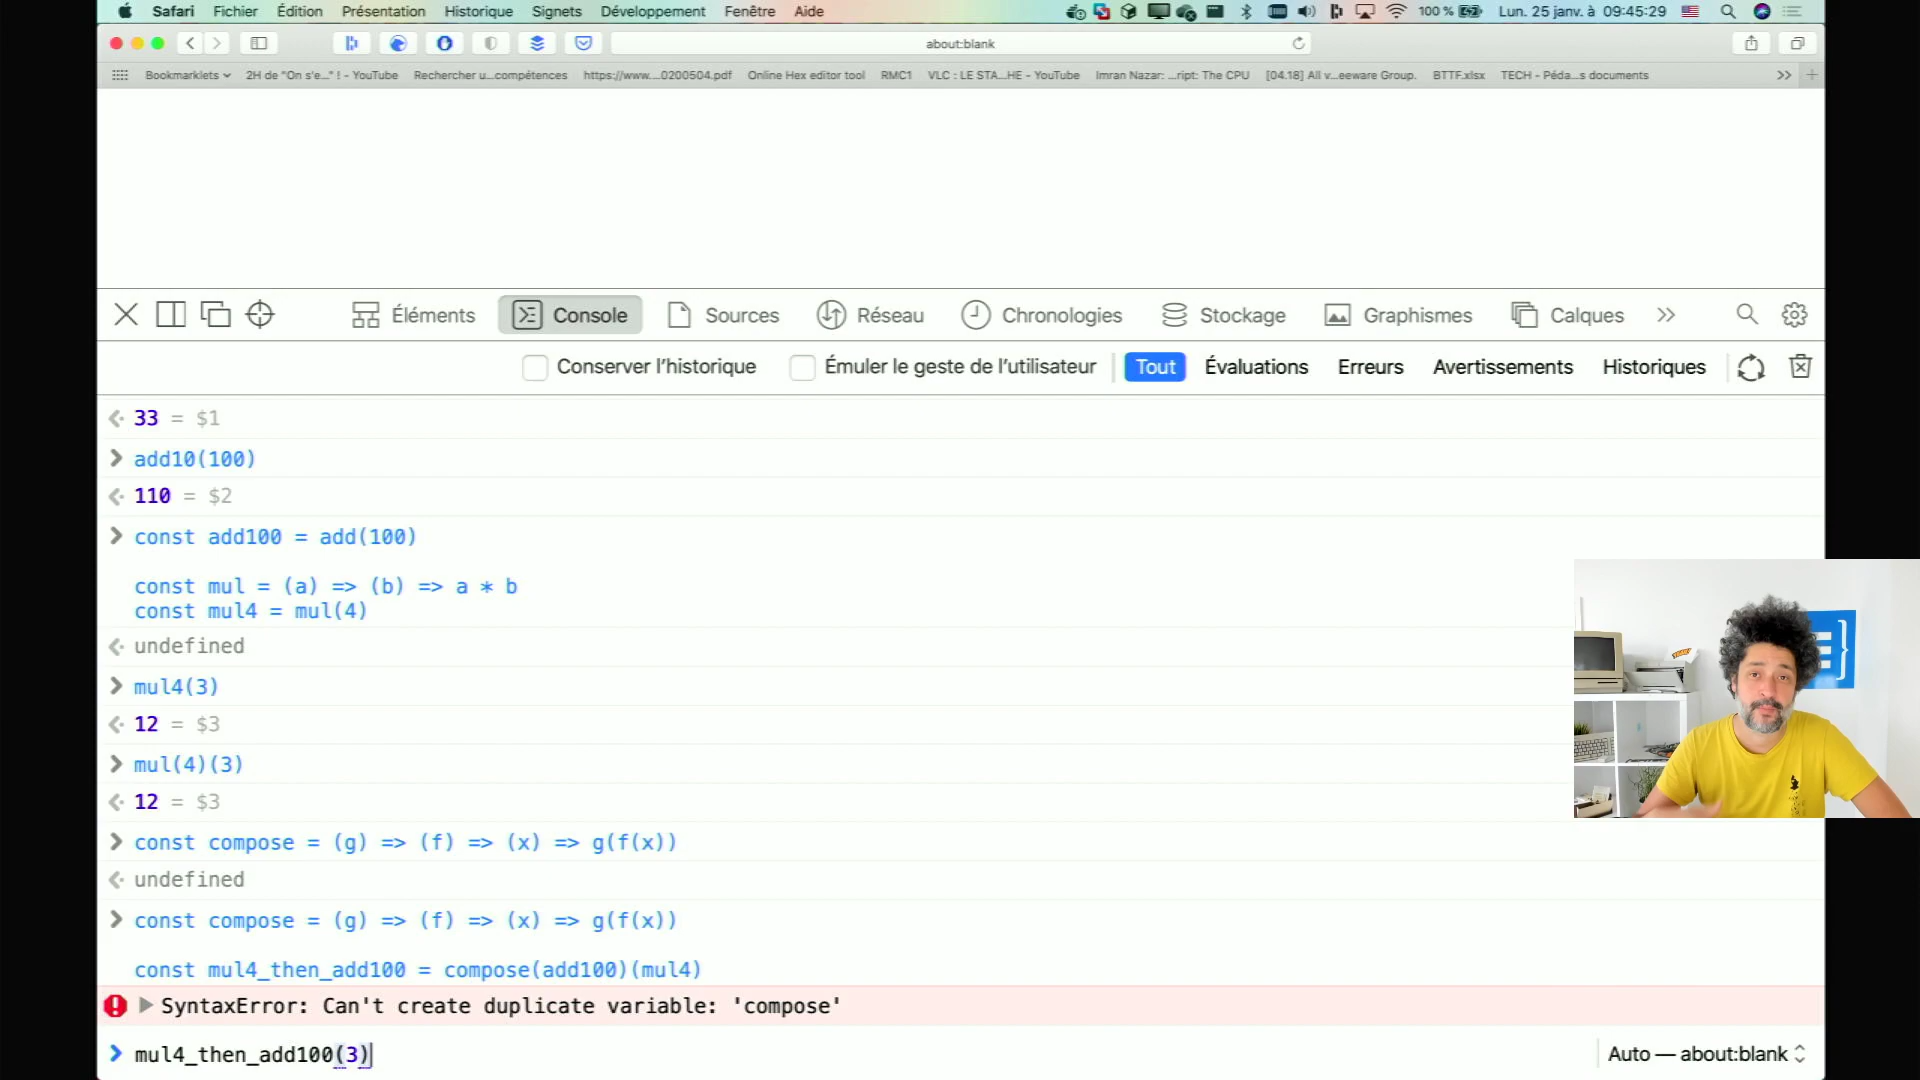 Safari Fichier Édition Présentation Historique Signets Développement Fenêtre Aide 100 % Lun. 25 janv. à 09:45:29
about:blank
Bookmarklets 2H de "On s'e..." ! - YouTube Rechercher u...compétences https://www....0200504.pdf Online Hex editor tool RMC1 VLC : LE STA...HE - YouTube Imran Nazar: ...ript: The CPU [04.18] All v...eeware Group. BTTF.xlsx TECH - Péda...s documents
Éléments Console Sources Réseau Chronologies Stockage Graphismes Calques
Conserver l’historique Émuler le geste de l’utilisateur Tout Évaluations Erreurs Avertissements Historiques
33 = $1
add10(100)
110 = $2
const add100 = add(100)
const mul = (a) => (b) => a * b
const mul4 = mul(4)
undefined
mul4(3)
12 = $3
mul(4)(3)
12 = $3
const compose = (g) => (f) => (x) => g(f(x))
undefined
const compose = (g) => (f) => (x) => g(f(x))
const mul4_then_add100 = compose(add100)(mul4)
SyntaxError: Can't create duplicate variable: 'compose'
mul4_then_add100(3)
Auto — about:blank